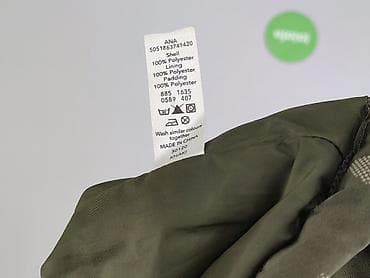 ANA
5051863741420
Shell
100% Polyester
Lining
100% Polyester
Padding
100% Polyester
885 1635
0589 407
Wash similar colours
together
MADE IN CHINA